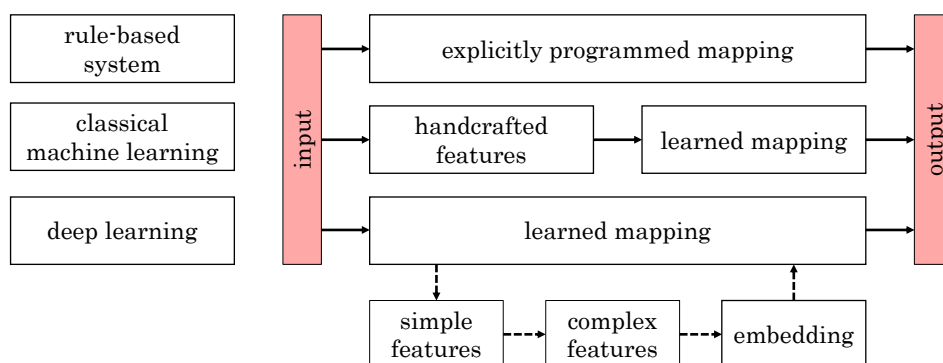 rule-based
system
explicitly programmed mapping
classical
machine learning
handcrafted
features
learned mapping
deep learning
learned mapping
input
output
simple
features
complex
features
embedding